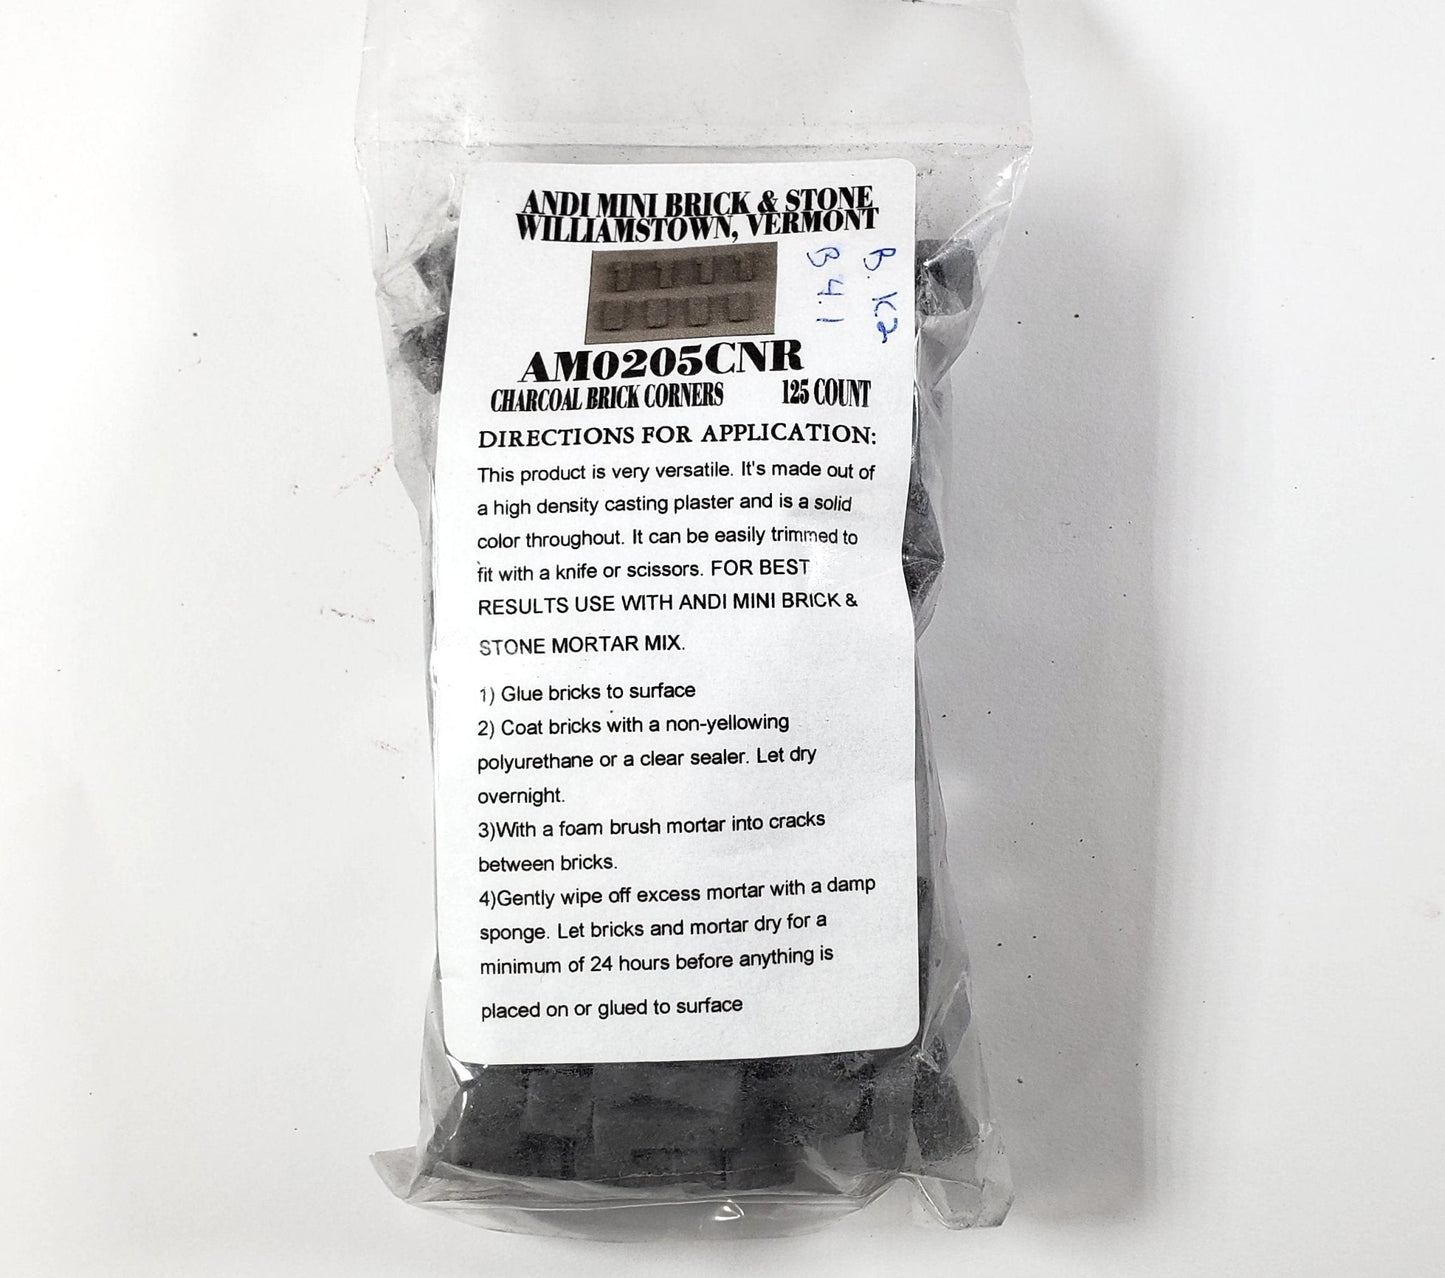 ANDI MINI BRICK & STONE
WILLIAMSTOWN, VERMONT
B. K2
B 4.1
AM0205CNR
CHARCOAL BRICK CORNERS 125 COUNT
DIRECTIONS FOR APPLICATION:
This product is very versatile. It's made out of
a high density casting plaster and is a solid
color throughout. It can be easily trimmed to
fit with a knife or scissors. FOR BEST
RESULTS USE WITH ANDI MINI BRICK &
STONE MORTAR MIX.
1) Glue bricks to surface
2) Coat bricks with a non-yellowing
polyurethane or a clear sealer. Let dry
overnight.
3)With a foam brush mortar into cracks
between bricks.
4)Gently wipe off excess mortar with a damp
sponge. Let bricks and mortar dry for a
minimum of 24 hours before anything is
placed on or glued to surface